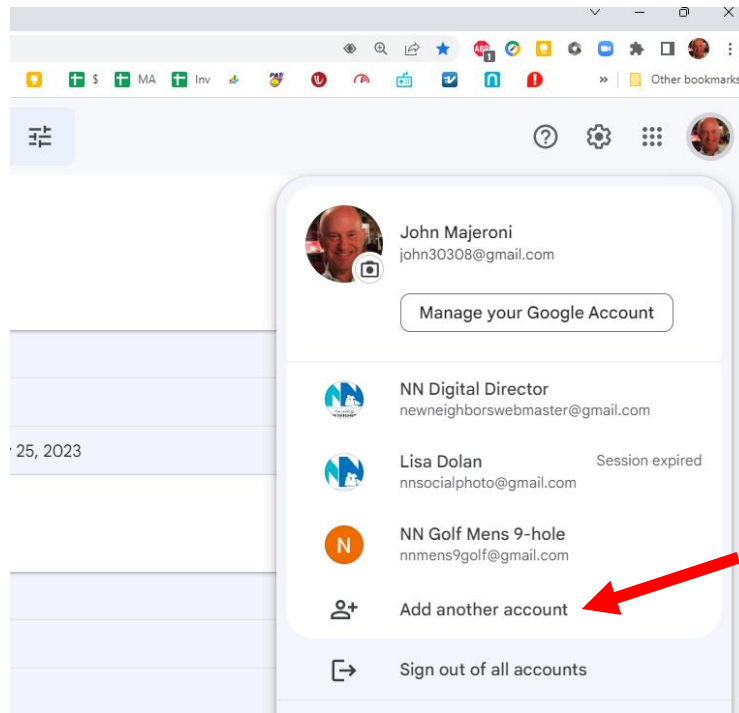 ABP
1
$ MA Inv Other bookmarks
John Majeroni
john30308@gmail.com
Manage your Google Account
NN Digital Director
newneighborswebmaster@gmail.com
25, 2023
Lisa Dolan Session expired
nnsocialphoto@gmail.com
N NN Golf Mens 9-hole
nnmens9golf@gmail.com
Add another account
Sign out of all accounts